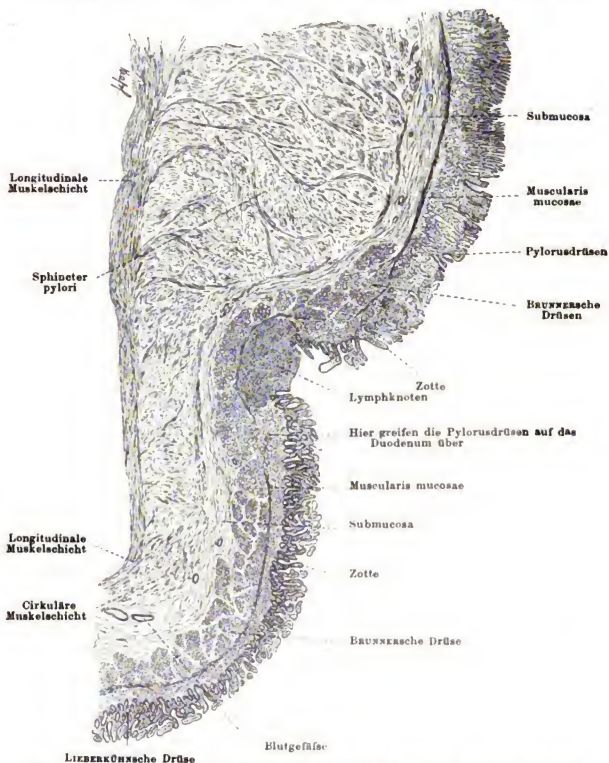 Submucosa
Longitudinale
Muskelschicht
Muscularis
mucosae
Pylorusdrüsen
Sphincter
pylori
BRUNNERsche
Drüsen
Zotte
Lymphknoten
Hier greifen die Pylorusdrüsen auf das
Duodenum über
Muscularis mucosae
Submucosa
Longitudinale
Muskelschicht
Zotte
Cirkuläre
Muskelschicht
BRUNNERsche Drüse
Blutgefäße
LIEBERKÜHNsche Drüse